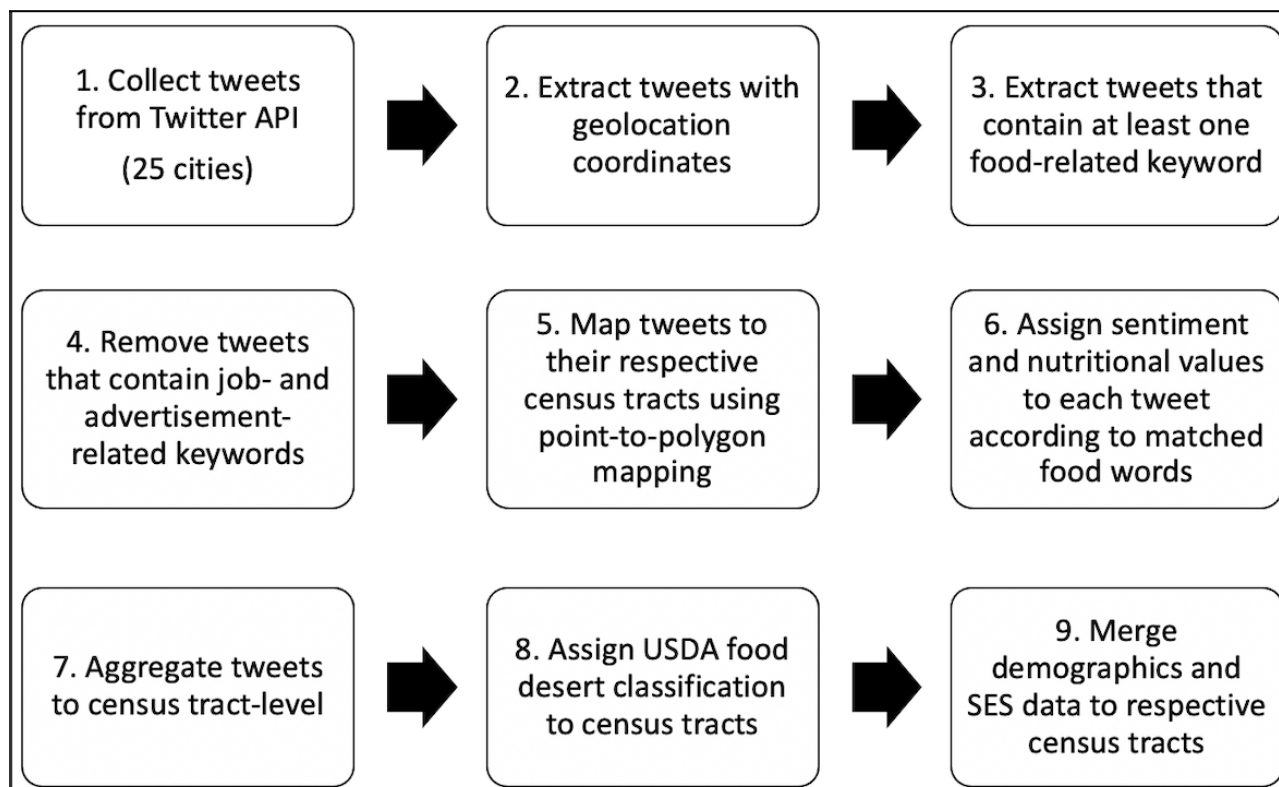 1. Collect tweets
from Twitter API
(25 cities)
2. Extract tweets with
geolocation
coordinates
3. Extract tweets that
contain at least one
food-related keyword
4. Remove tweets
that contain job- and
advertisement-
related keywords
5. Map tweets to
their respective
census tracts using
point-to-polygon
mapping
6. Assign sentiment
and nutritional values
to each tweet
according to matched
food words
7. Aggregate tweets
to census tract-level
8. Assign USDA food
desert classification
to census tracts
9. Merge
demographics and
SES data to respective
census tracts